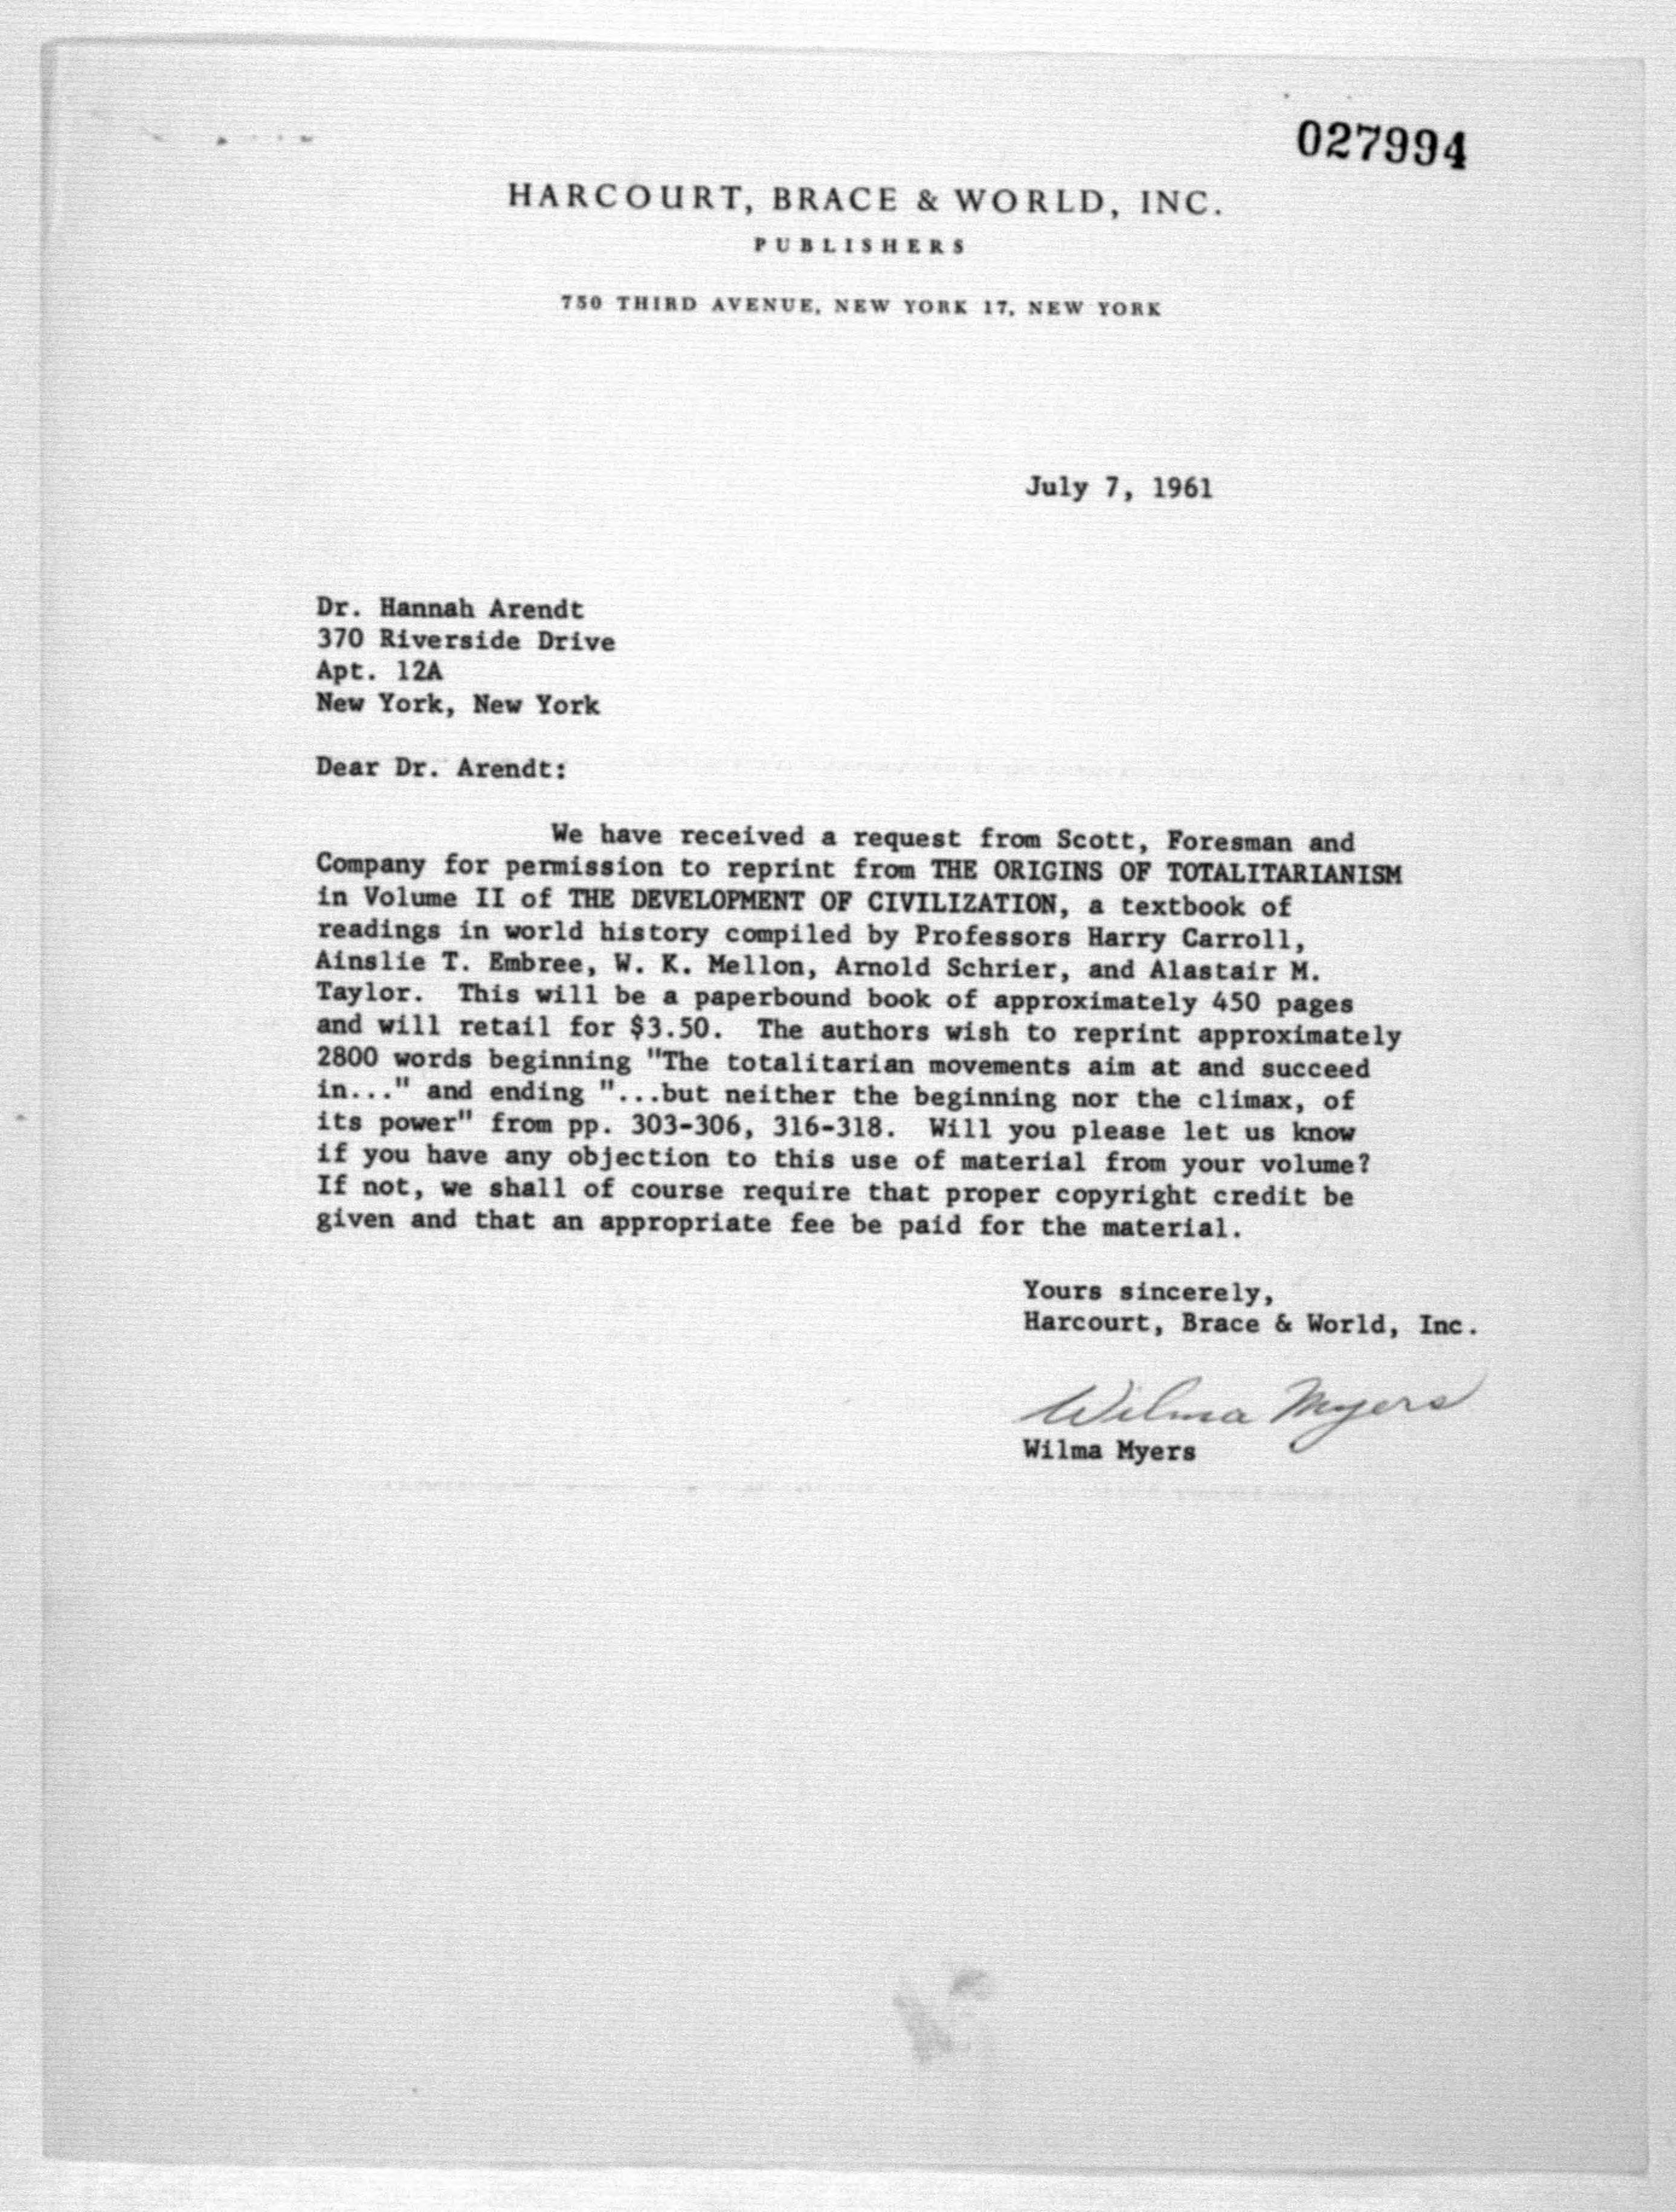 027994
HARCOURT, BRACE & WORLD, INC.
PUBLISHERS
750 THIRD AVENUE, NEW YORK 17, NEW YORK
July 7, 1961
Dr. Hannah Arendt
370 Riverside Drive
Apt. 12A
New York, New York
Dear Dr. Arendt:
We have received a request from Scott, Foresman and
Company for permission to reprint from THE ORIGINS OF TOTALITARIANISM
in Volume II of THE DEVELOPMENT OF CIVILIZATION, a textbook of
readings in world history compiled by Professors Harry Carroll,
Ainslie T. Embree, W. K. Mellon, Arnold Schrier, and Alastair M.
Taylor.  This will be a paperbound book of approximately 450 pages
and will retail for $3.50.  The authors wish to reprint approximately
2800 words beginning "The totalitarian movements aim at and succeed
in..." and ending "...but neither the beginning nor the climax, of
its power" from pp. 303-306, 316-318.  Will you please let us know
if you have any objection to this use of material from your volume?
If not, we shall of course require that proper copyright credit be
given and that an appropriate fee be paid for the material.
Yours sincerely,
Harcourt, Brace & World, Inc.
Wilma Myers
Wilma Myers